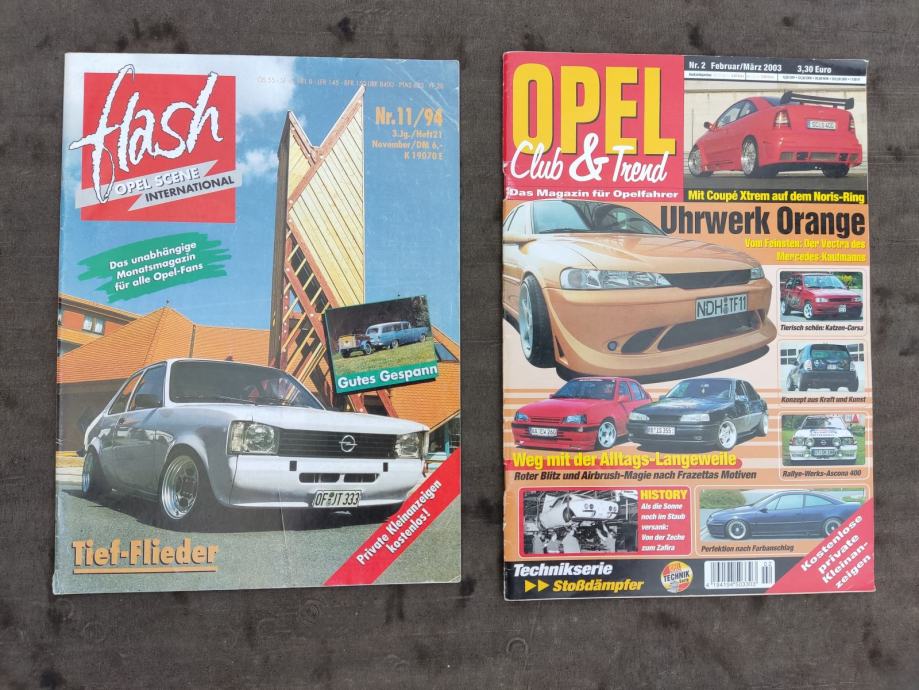 flash
OPEL SCENE
INTERNATIONAL
Nr. 11/94
3.Jg./Heft21
November/DM 6,-
K 19070 E
Das unabhängige
Monatsmagazin
für alle Opel-Fans
Gutes Gespann
OF JT 333
Tief-Flieder
Private Kleinanzeigen
kostenlos!
Nr. 2 Februar/März 2003
3,30 Euro
OPEL
Club & Trend
Das Magazin für Opelfahrer
Mit Coupé Xtrem auf dem Noris-Ring
Uhrwerk Orange
Vom Feinsten: Der Vectra des
Mercedes-Kaufmanns
NDH TF11
Tierisch schön: Katzen-Corsa
Konzept aus Kraft und Kunst
Weg mit der Alltags-Langeweile
Roter Blitz und Airbrush-Magie nach Frazettas Motiven
Rallye-Werks-Ascona 400
HISTORY
Als die Sonne
noch im Staub
versank:
Von der Zeche
zum Zafira
Perfektion nach Farbanschlag
Technikserie
Stoßdämpfer
TECHNIK
Kostenlose
private
Kleinan-
zeigen